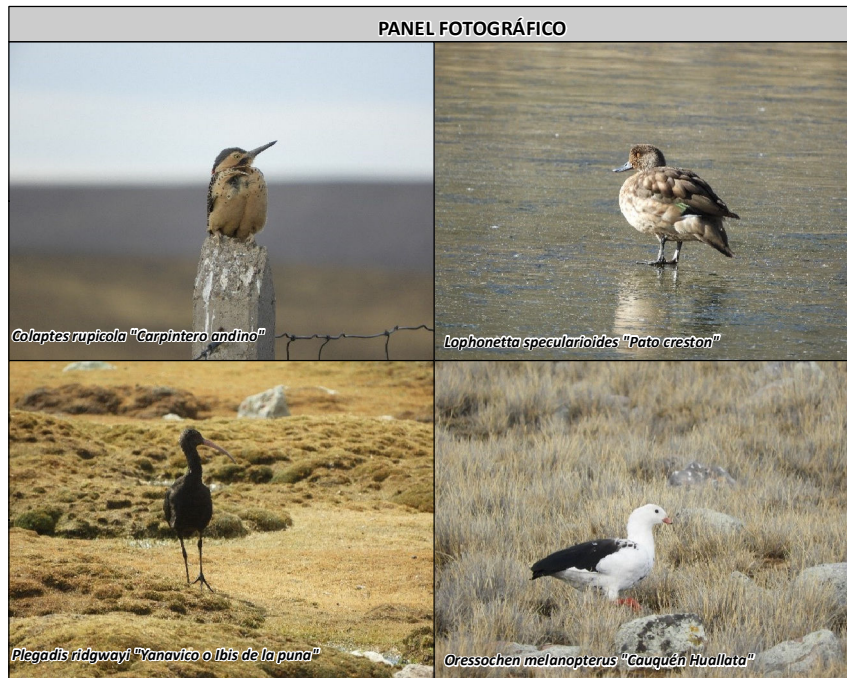 PANEL FOTOGRÁFICO
Colaptes rupicola "Carpintero andino"
Lophonetta specularioides "Pato creston"
Plegadis ridgwayi "Yanavico o Ibis de la puna"
Oressochen melanopterus "Cauquén Huallata"